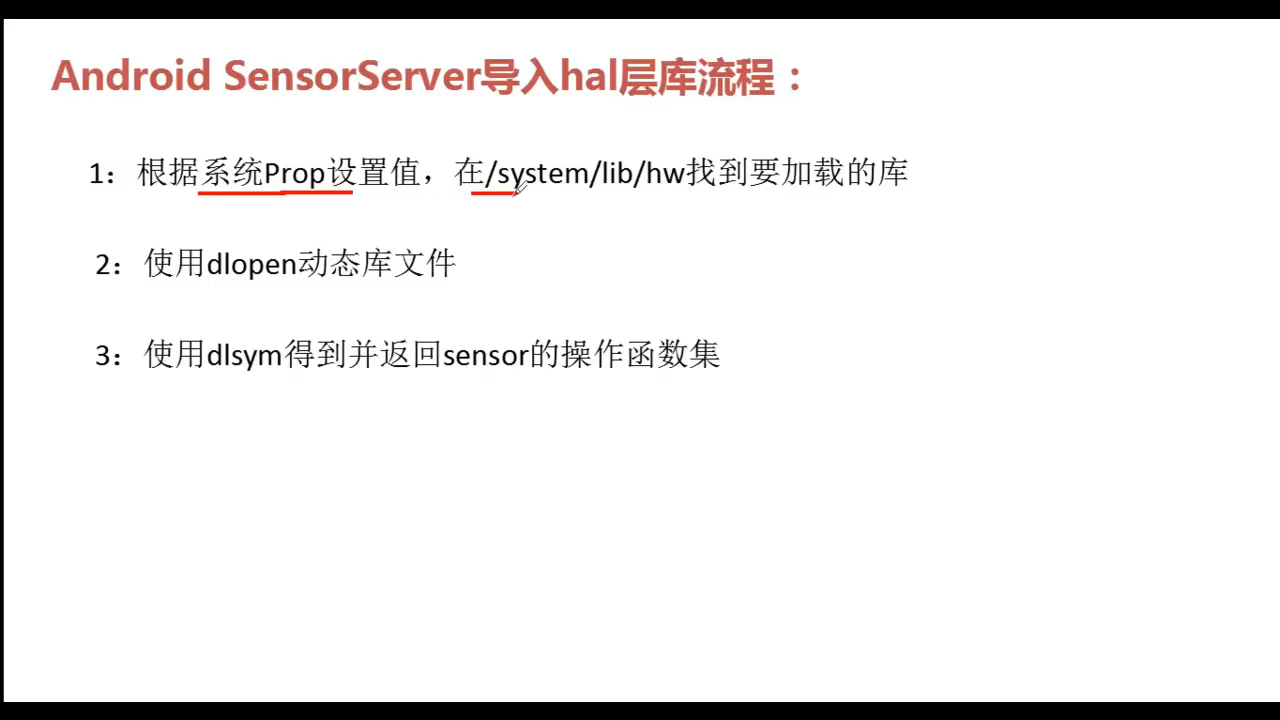 Android SensorServer导入hal层库流程：
1：根据系统Prop设置值，在/system/lib/hw找到要加载的库
2：使用dlopen动态库文件
3：使用dlsym得到并返回sensor的操作函数集